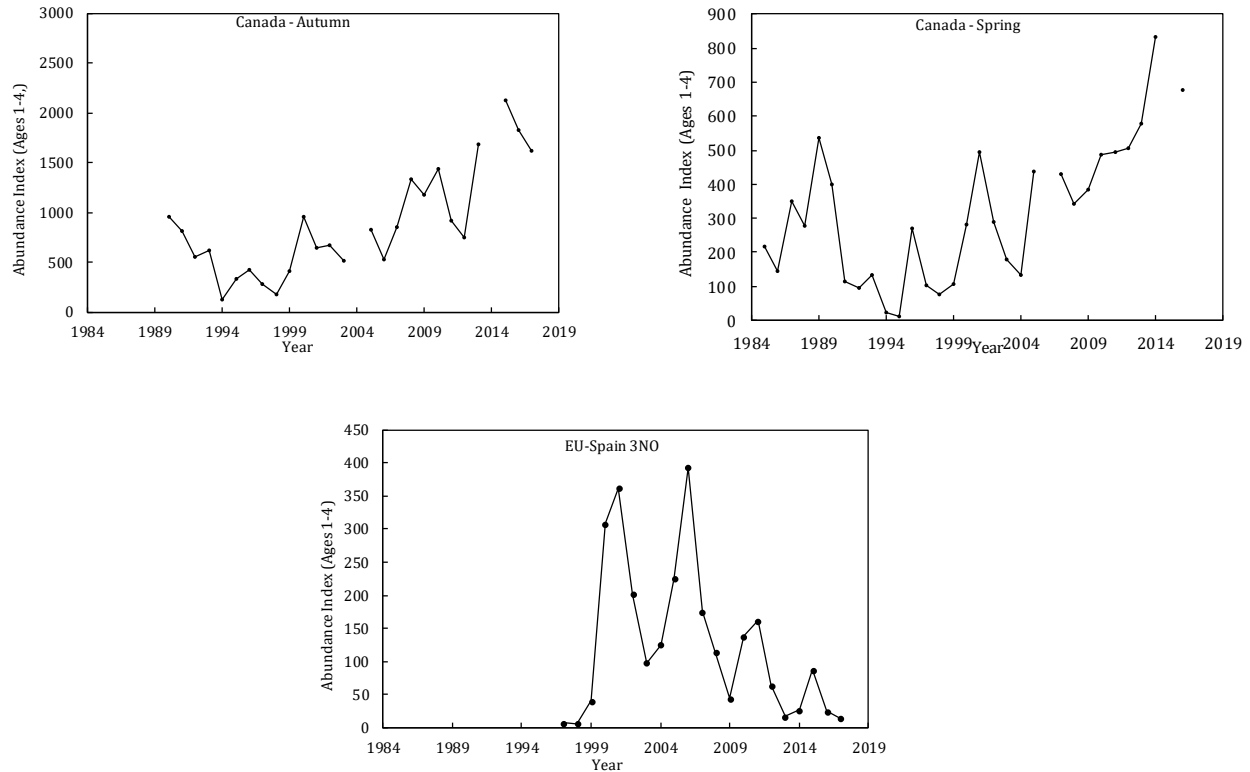 Canada - Autumn
3000
2500
2000
1500
1000
500
0
Abundance Index (Ages 1-4,)
1984 1989 1994 1999 2004 2009 2014 2019
Year
Canada - Spring
900
800
700
600
500
400
300
200
100
0
Abundance Index (Ages 1-4)
1984 1989 1994 1999 2004 2009 2014 2019
Year
EU-Spain 3NO
450
400
350
300
250
200
150
100
50
0
Abundance Index (Ages 1-4)
1984 1989 1994 1999 2004 2009 2014 2019
Year